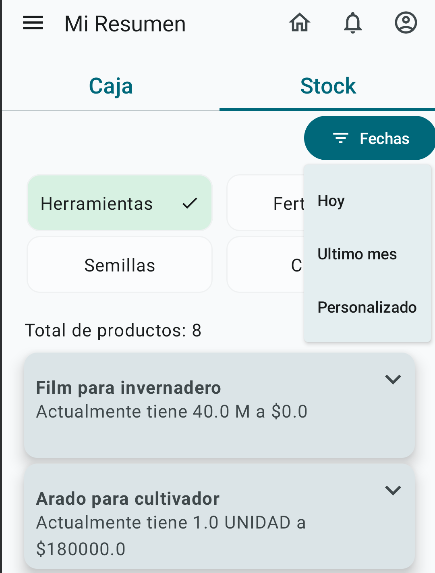 Mi Resumen
Caja
Stock
Fechas
Hoy
Ultimo mes
Personalizado
Herramientas
Fert
Semillas
C
Total de productos: 8
Film para invernadero
Actualmente tiene 40.0 M a $0.0
Arado para cultivador
Actualmente tiene 1.0 UNIDAD a
$180000.0